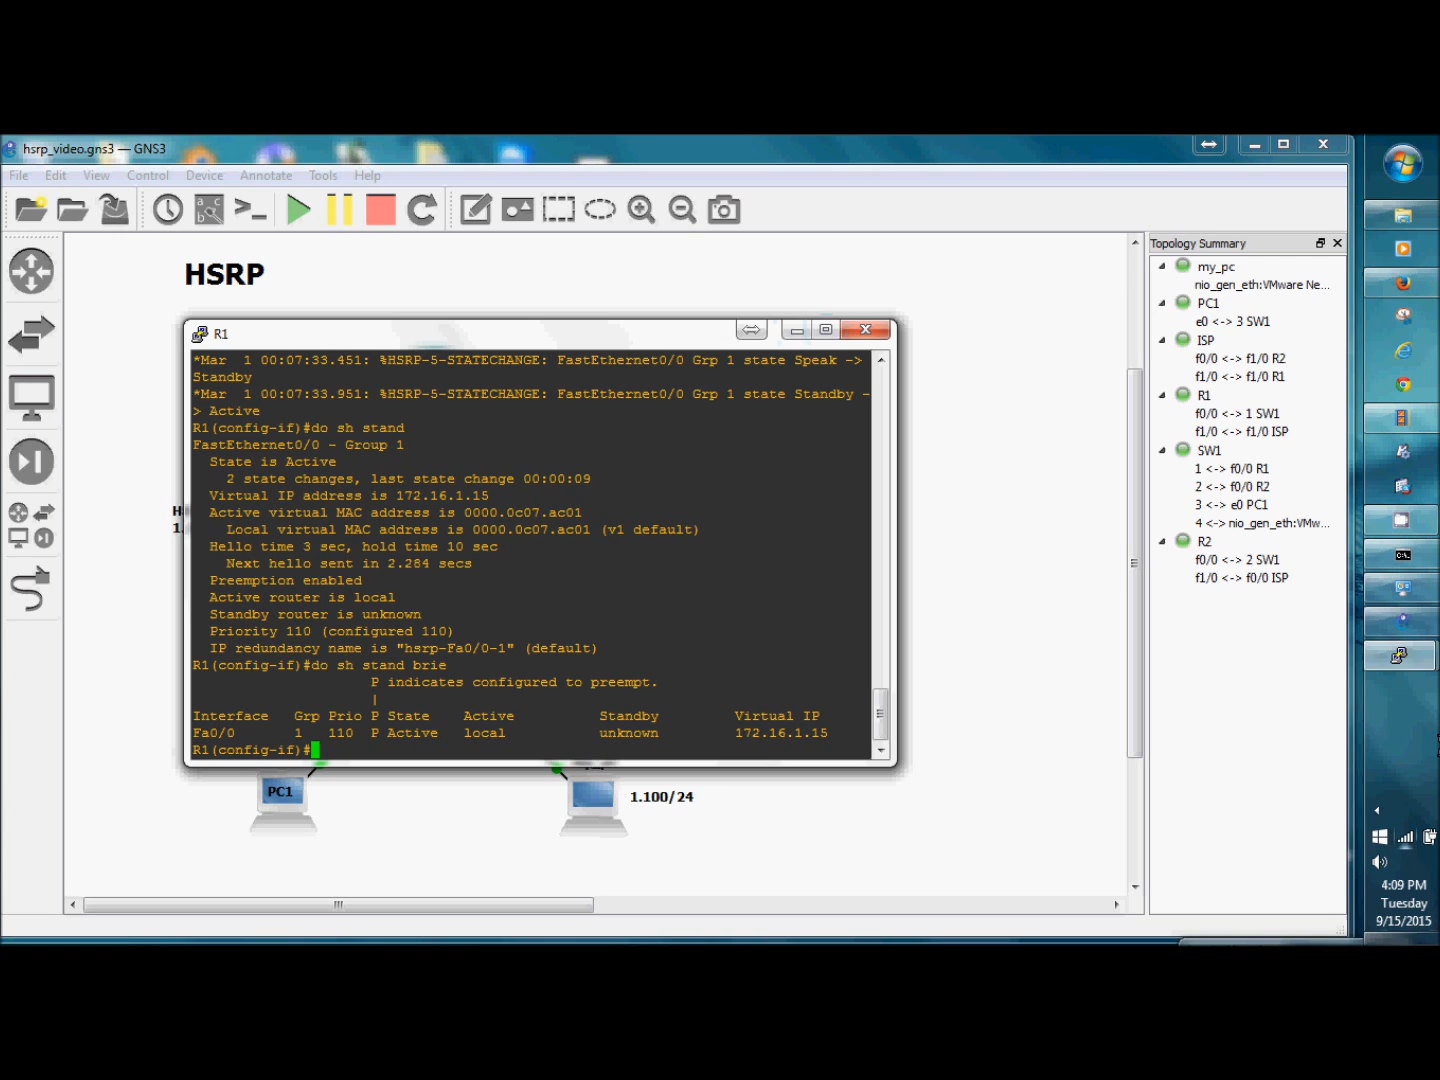 hsrp_video.gns3 — GNS3
File Edit View Control Device Annotate Tools Help
HSRP
R1
*Mar  1 00:07:33.451: %HSRP-5-STATECHANGE: FastEthernet0/0 Grp 1 state Speak ->
Standby
*Mar  1 00:07:33.951: %HSRP-5-STATECHANGE: FastEthernet0/0 Grp 1 state Standby -
> Active
R1(config-if)#do sh stand
FastEthernet0/0 - Group 1
  State is Active
    2 state changes, last state change 00:00:09
  Virtual IP address is 172.16.1.15
  Active virtual MAC address is 0000.0c07.ac01
    Local virtual MAC address is 0000.0c07.ac01 (v1 default)
  Hello time 3 sec, hold time 10 sec
    Next hello sent in 2.284 secs
  Preemption enabled
  Active router is local
  Standby router is unknown
  Priority 110 (configured 110)
  IP redundancy name is "hsrp-Fa0/0-1" (default)
R1(config-if)#do sh stand brie
                     P indicates configured to preempt.
                     |
Interface   Grp Prio P State    Active          Standby         Virtual IP
Fa0/0       1   110  P Active   local           unknown         172.16.1.15
R1(config-if)#
PC1
1.100/24
Topology Summary
my_pc
nio_gen_eth:VMware Ne...
PC1
e0 <-> 3 SW1
ISP
f0/0 <-> f1/0 R2
f1/0 <-> f1/0 R1
R1
f0/0 <-> 1 SW1
f1/0 <-> f1/0 ISP
SW1
1 <-> f0/0 R1
2 <-> f0/0 R2
3 <-> e0 PC1
4 <-> nio_gen_eth:VMw...
R2
f0/0 <-> 2 SW1
f1/0 <-> f0/0 ISP
4:09 PM
Tuesday
9/15/2015